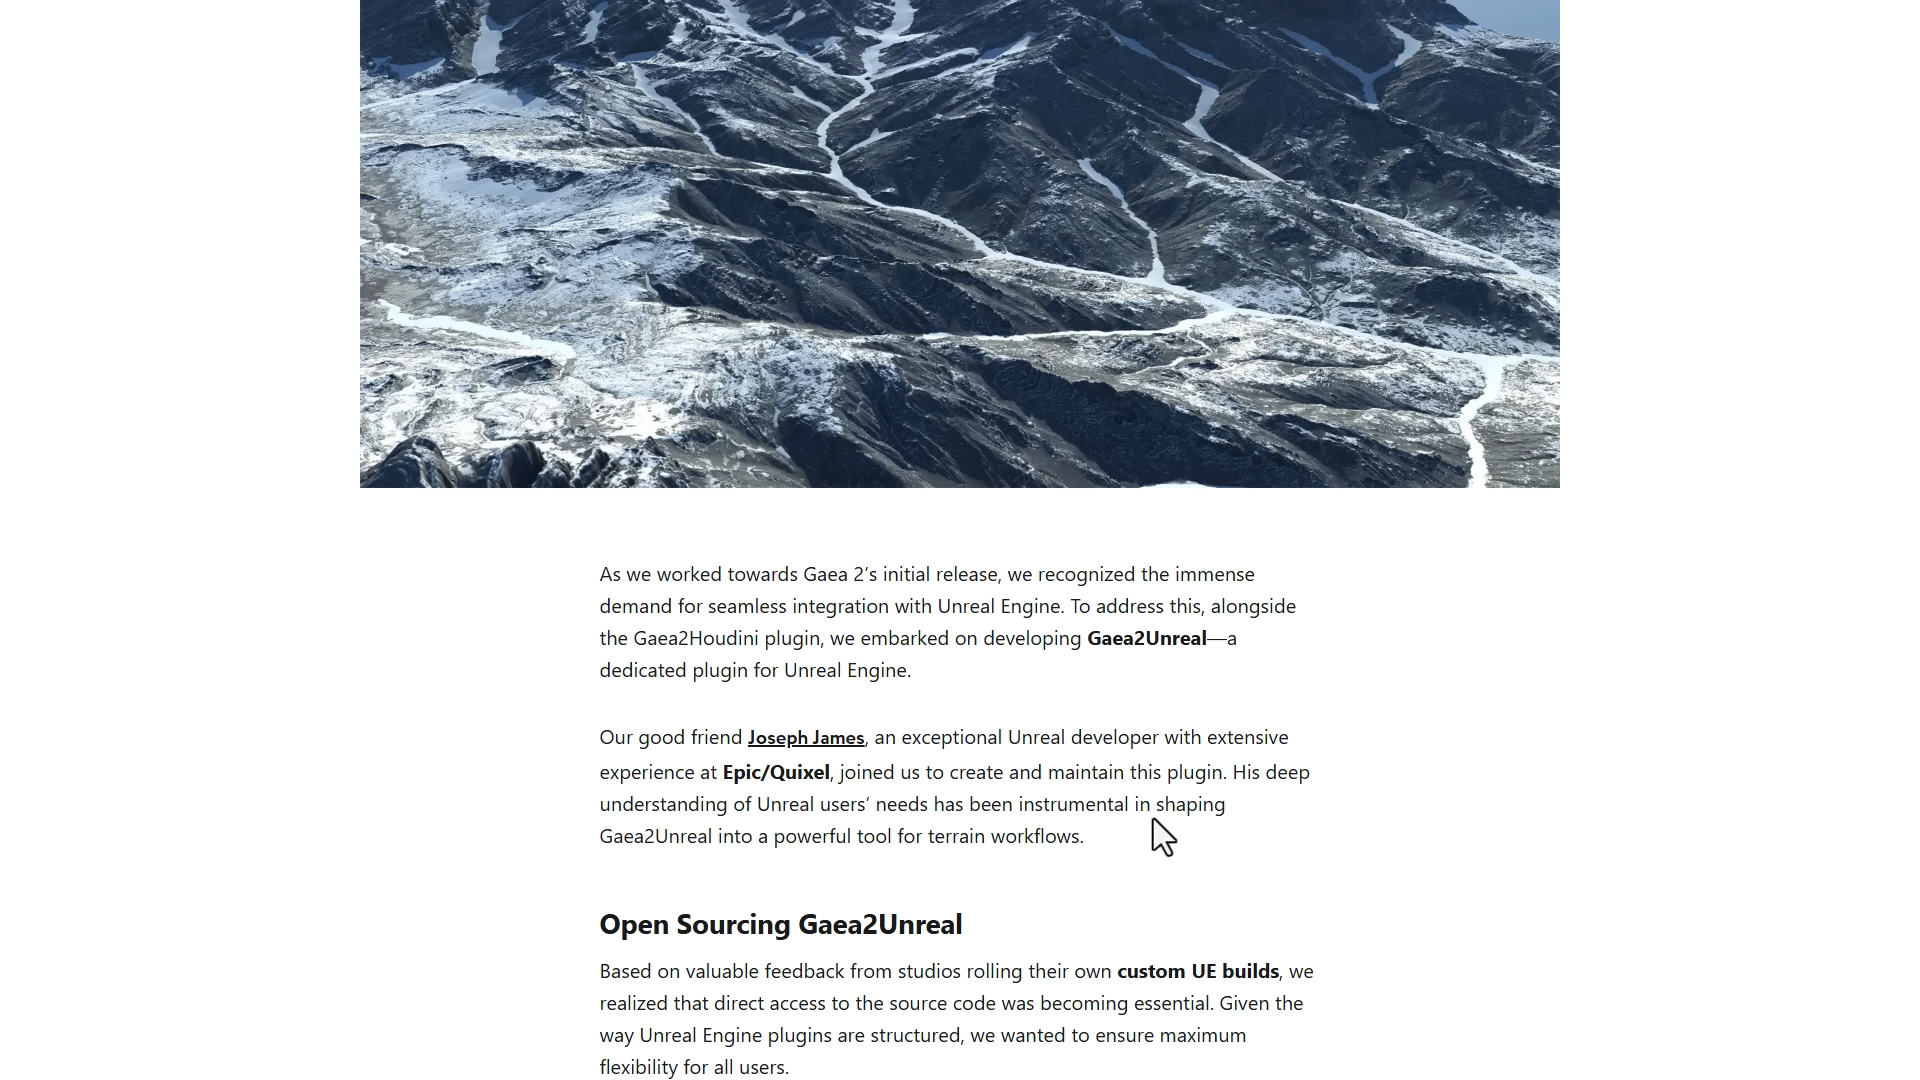 As we worked towards Gaea 2’s initial release, we recognized the immense
demand for seamless integration with Unreal Engine. To address this, alongside
the Gaea2Houdini plugin, we embarked on developing Gaea2Unreal—a
dedicated plugin for Unreal Engine.
Our good friend Joseph James, an exceptional Unreal developer with extensive
experience at Epic/Quixel, joined us to create and maintain this plugin. His deep
understanding of Unreal users’ needs has been instrumental in shaping
Gaea2Unreal into a powerful tool for terrain workflows.
Open Sourcing Gaea2Unreal
Based on valuable feedback from studios rolling their own custom UE builds, we
realized that direct access to the source code was becoming essential. Given the
way Unreal Engine plugins are structured, we wanted to ensure maximum
flexibility for all users.